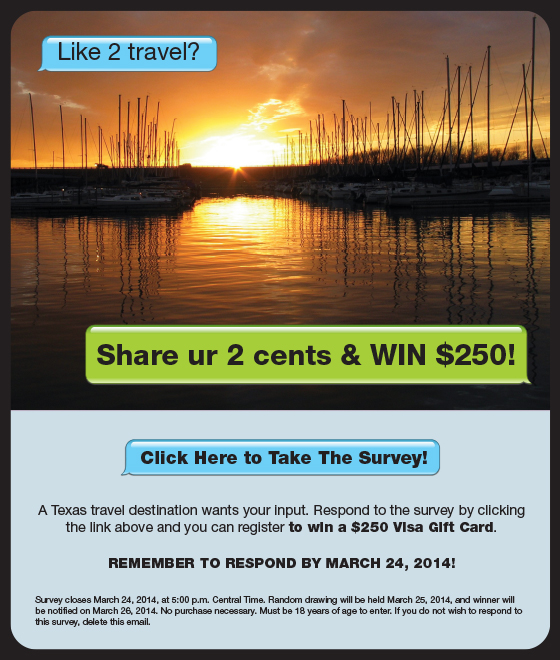 Like 2 travel?
Share ur 2 cents & WIN $250!
Click Here to Take The Survey!
A Texas travel destination wants your input. Respond to the survey by clicking
the link above and you can register to win a $250 Visa Gift Card.
REMEMBER TO RESPOND BY MARCH 24, 2014!
Survey closes March 24, 2014, at 5:00 p.m. Central Time. Random drawing will be held March 25, 2014, and winner will
be notified on March 26, 2014. No purchase necessary. Must be 18 years of age to enter. If you do not wish to respond to
this survey, delete this email.